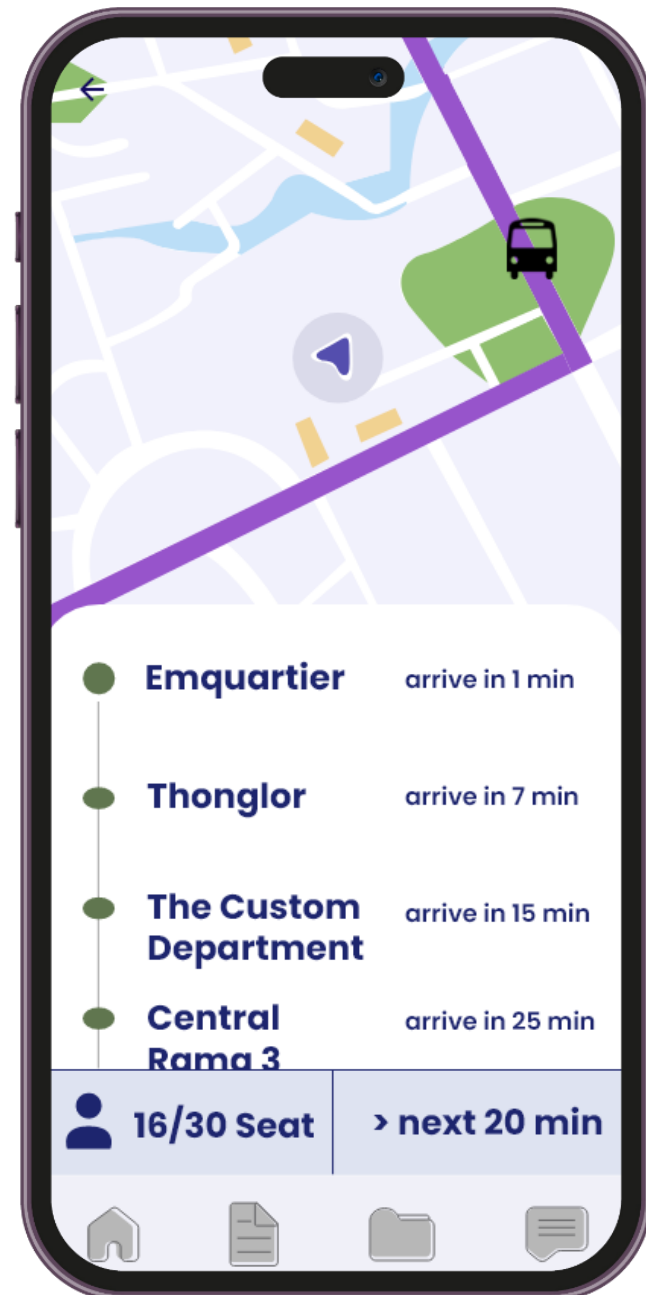 Emquartier
arrive in 1 min
Thonglor
arrive in 7 min
The Custom
Department
arrive in 15 min
Central
Rama 3
arrive in 25 min
16/30 Seat
> next 20 min